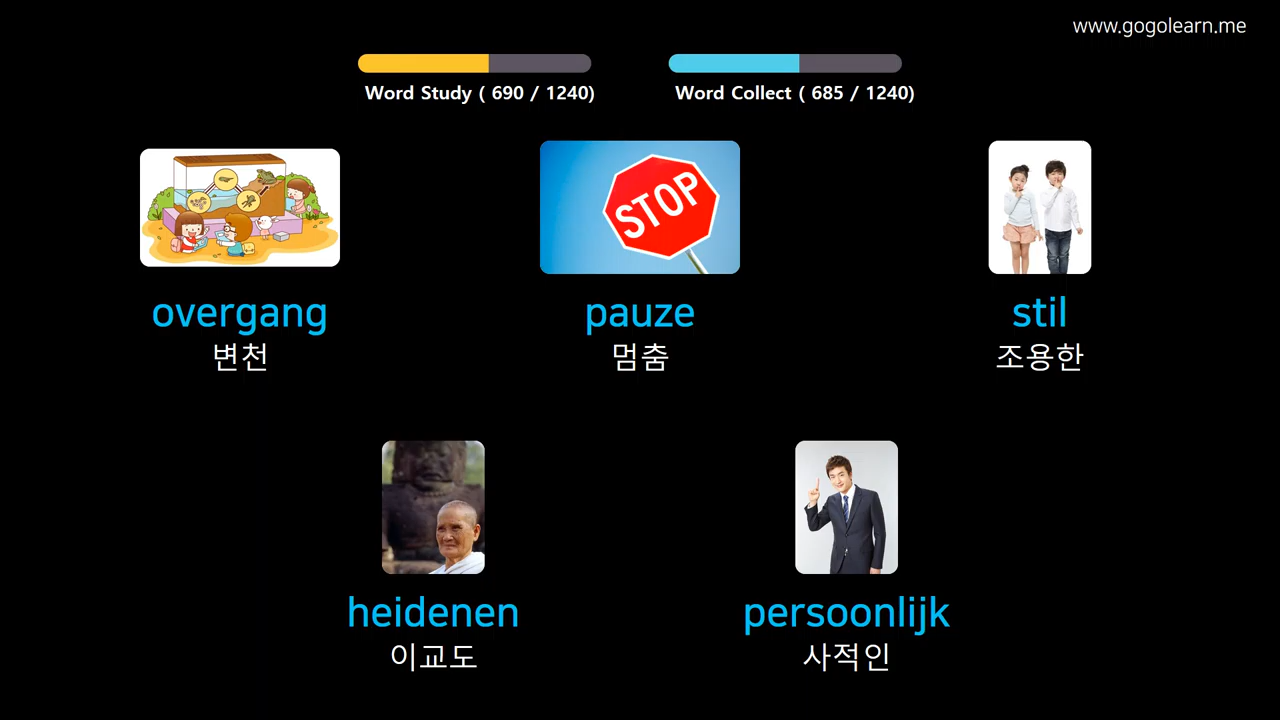 www.gogolearn.me
Word Study ( 690 / 1240)
Word Collect ( 685 / 1240)
STOP
overgang
변천
pauze
멈춤
stil
조용한
heidenen
이교도
persoonlijk
사적인